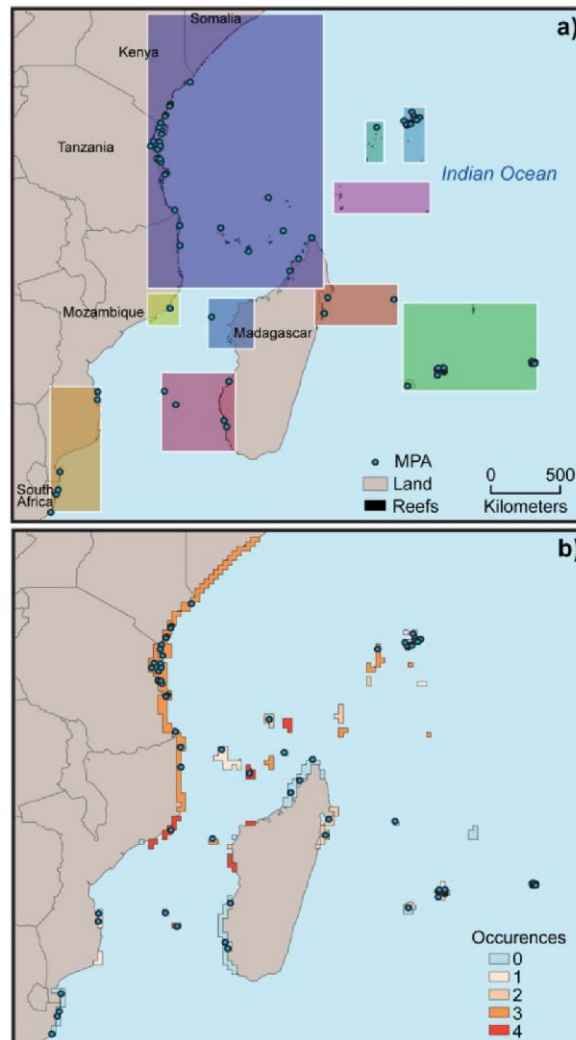 Somalia
a)
Kenya
Tanzania
Indian Ocean
Mozambique
Madagascar
MPA
Land
Reefs
0 500
Kilometers
South
Africa
b)
Occurences
0
1
2
3
4